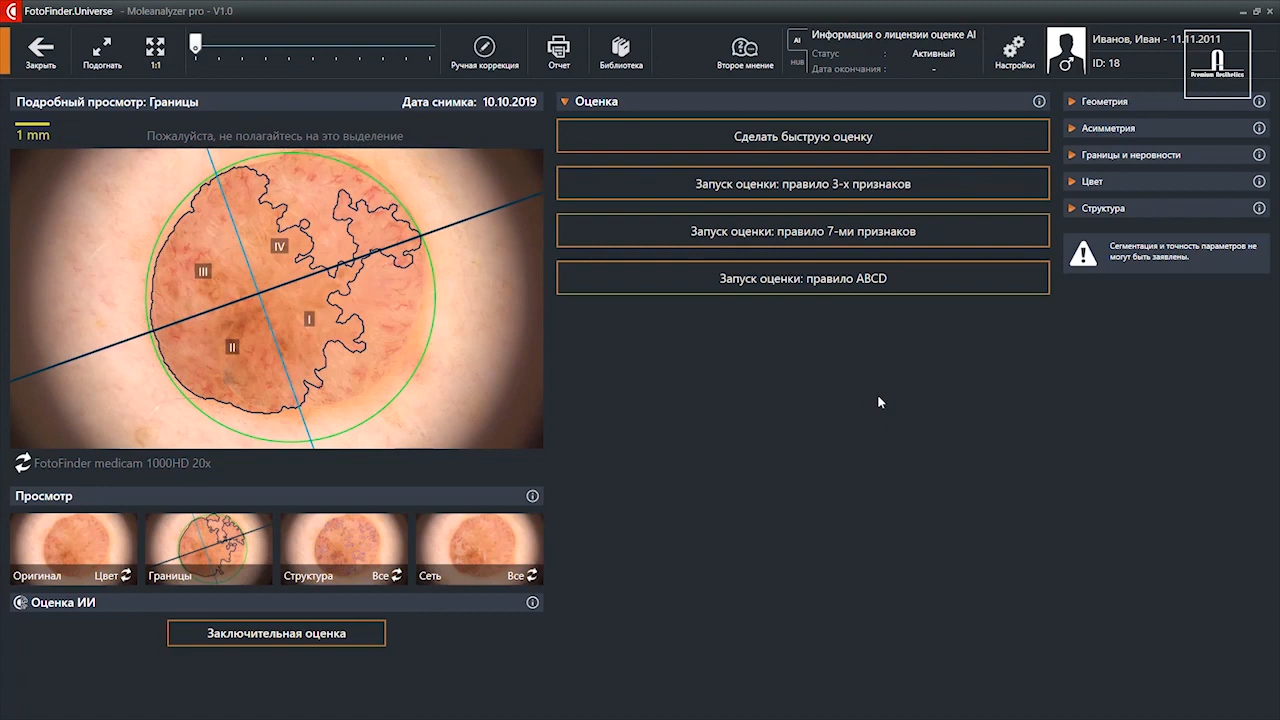 FotoFinder.Universe - Moleanalyzer pro - V1.0
Закрыть
Подогнать
1:1
Ручная коррекция
Отчет
Библиотека
Второе мнение
AI
HUB
Информация о лицензии оценке AI
Статус : Активный
Дата окончания : -
Настройки
Иванов, Иван - 11.11.2011
ID: 18
A
Premium Aesthetics
Подробный просмотр: Границы
Дата снимка: 10.10.2019
1 mm
Пожалуйста, не полагайтесь на это выделение
IV
III
I
II
FotoFinder medicam 1000HD 20x
Просмотр
Оригинал Цвет
Границы
Структура Все
Сеть Все
Оценка ИИ
Заключительная оценка
Оценка
Сделать быструю оценку
Запуск оценки: правило 3-х признаков
Запуск оценки: правило 7-ми признаков
Запуск оценки: правило ABCD
Геометрия
Асимметрия
Границы и неровности
Цвет
Структура
Сегментация и точность параметров не
могут быть заявлены.